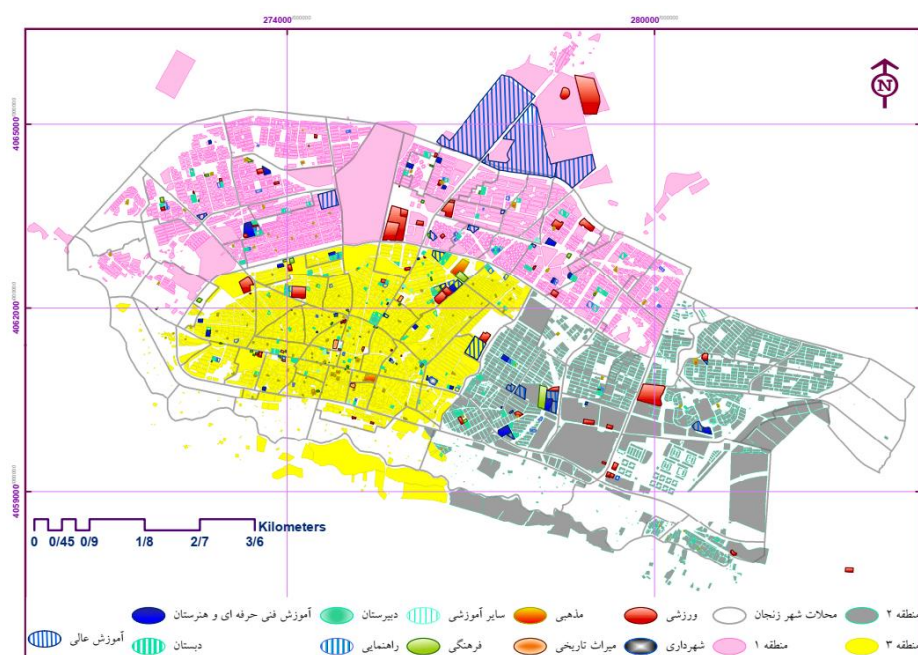 274000 280000
N
4065000
4062000
4059000
Kilometers
0 0/45 0/9 1/8 2/7 3/6
منطقه ۲
محلات شهر زنجان
ورزشی
مذهبی
سایر آموزشی
دبیرستان
آموزش فنی حرفه ای و هنرستان
آموزش عالی
منطقه ۳
منطقه ۱
شهرداری
میراث تاریخی
فرهنگی
راهنمایی
دبستان